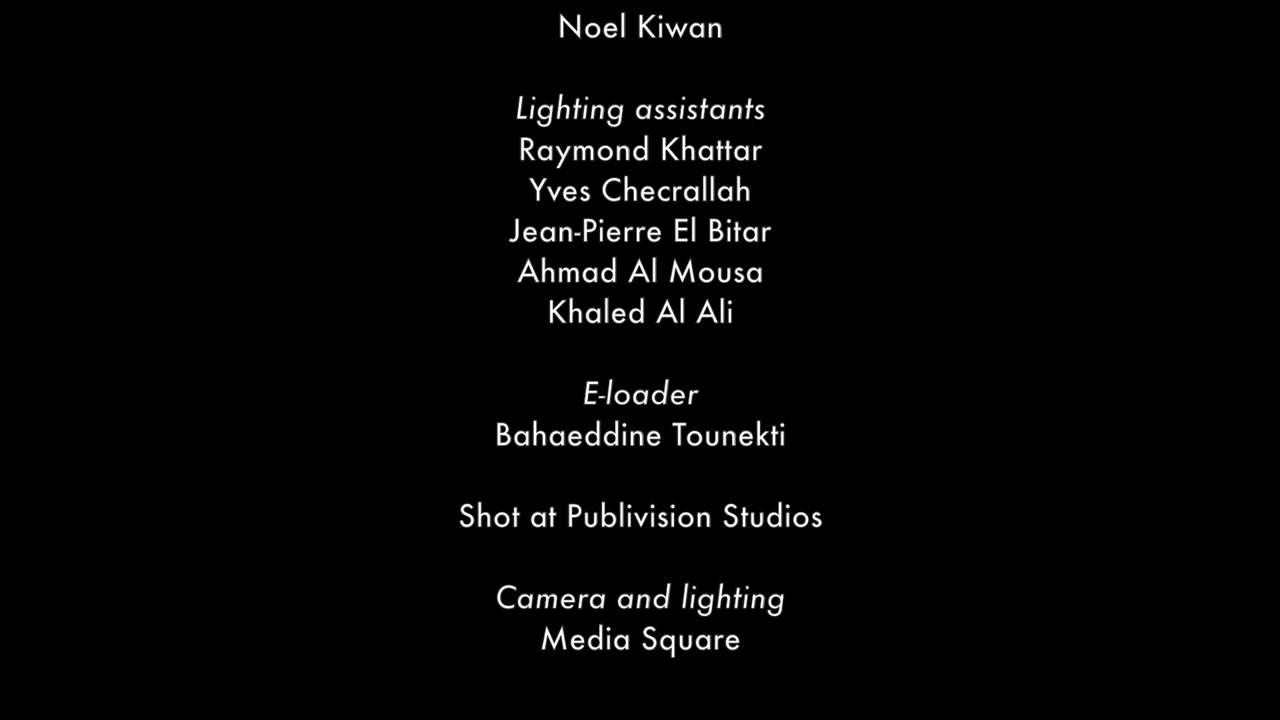 Noel Kiwan
Lighting assistants
Raymond Khattar
Yves Checrallah
Jean-Pierre El Bitar
Ahmad Al Mousa
Khaled Al Ali
E-loader
Bahaeddine Tounekti
Shot at Publivision Studios
Camera and lighting
Media Square